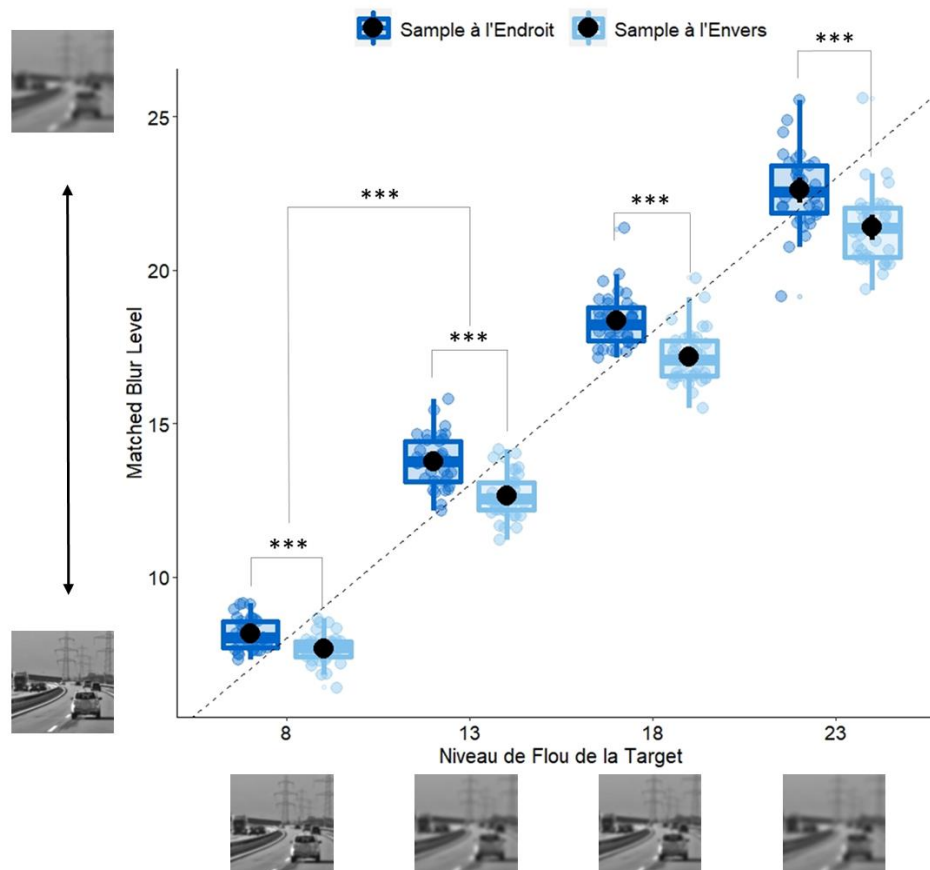 Sample à l'Endroit Sample à l'Envers
***
25
***
***
20
***
15
***
10
Matched Blur Level
8 13 18 23
Niveau de Flou de la Target